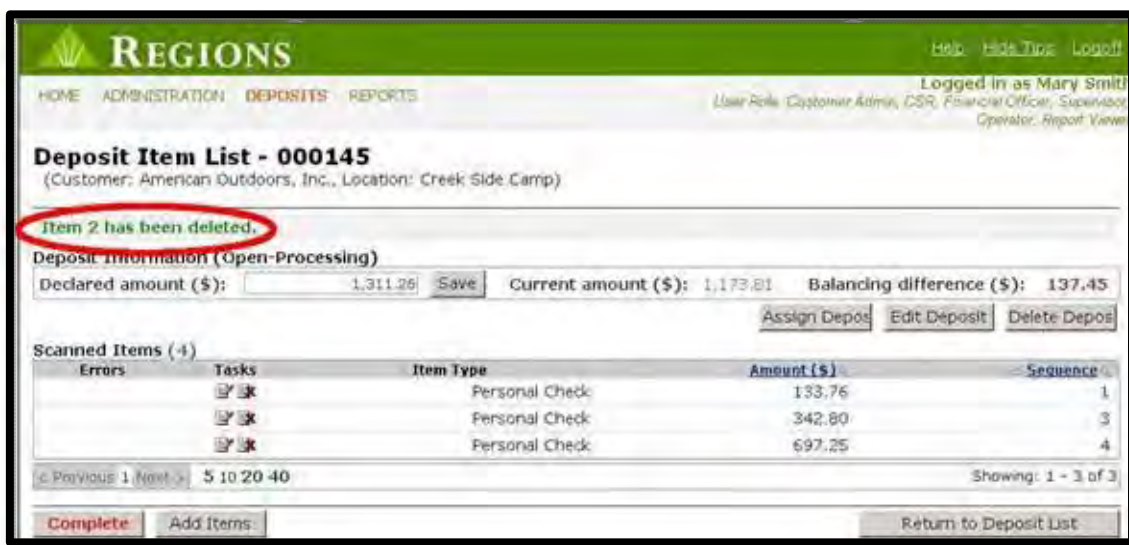 REGIONS
Help Hide Tips Logoff
Logged in as Mary Smith
HOME ADMINISTRATION DEPOSITS REPORTS
User Role: Customer Admin, CSR, Financial Officer, Supervisor,
Operator, Report Viewer
Deposit Item List - 000145
(Customer: American Outdoors, Inc., Location: Creek Side Camp)
Item 2 has been deleted.
Deposit Information (Open-Processing)
Declared amount ($): 1,311.26 Save Current amount ($): 1,173.81 Balancing difference ($): 137.45
Assign Depos Edit Deposit Delete Depos
Scanned Items (4)
Errors Tasks Item Type Amount ($) Sequence
Personal Check 133.76 1
Personal Check 342.80 3
Personal Check 697.25 4
< Previous 1 Next > 5 10 20 40 Showing: 1 - 3 of 3
Complete Add Items Return to Deposit List